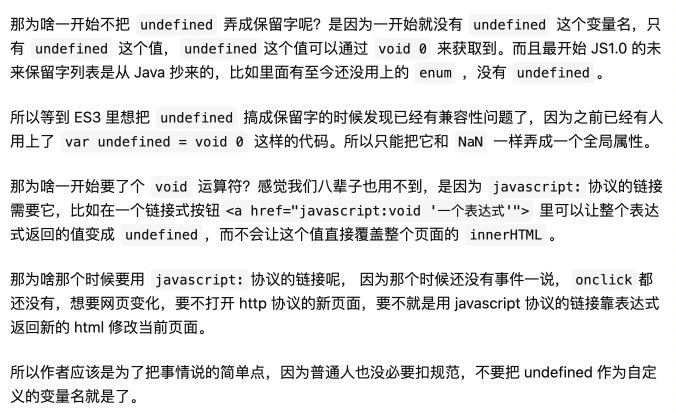 那为啥一开始不把 undefined 弄成保留字呢？是因为一开始就没有 undefined 这个变量名，只
有 undefined 这个值， undefined 这个值可以通过 void 0 来获取到。而且最开始 JS1.0 的未
来保留字列表是从 Java 抄来的，比如里面有至今还没用上的 enum ，没有 undefined 。
所以等到 ES3 里想把 undefined 搞成保留字的时候发现已经有兼容性问题了，因为之前已经有人
用上了 var undefined = void 0 这样的代码。所以只能把它和 NaN 一样弄成一个全局属性。
那为啥一开始要了个 void 运算符？感觉我们八辈子也用不到，是因为 javascript: 协议的链接
需要它，比如在一个链接式按钮 <a href="javascript:void '一个表达式'"> 里可以让整个表达
式返回的值变成 undefined ，而不会让这个值直接覆盖整个页面的 innerHTML 。
那为啥那个时候要用 javascript: 协议的链接呢， 因为那个时候还没有事件一说， onclick 都
还没有，想要网页变化，要不打开 http 协议的新页面，要不就是用 javascript 协议的链接靠表达式
返回新的 html 修改当前页面。
所以作者应该是为了把事情说的简单点，因为普通人也没必要扣规范，不要把 undefined 作为自定
义的变量名就是了。